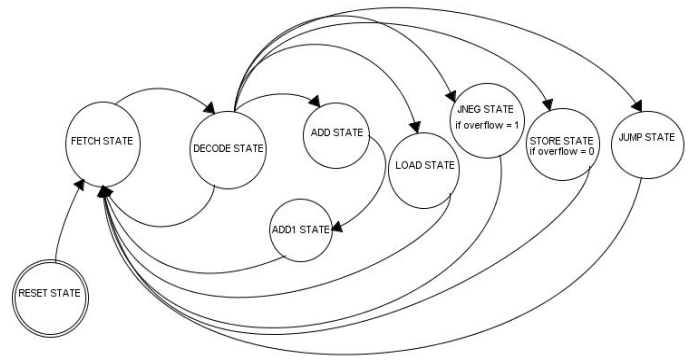 FETCH STATE
DECODE STATE
ADD STATE
LOAD STATE
JNEG STATE
if overflow = 1
STORE STATE
if overflow = 0
JUMP STATE
ADD1 STATE
RESET STATE